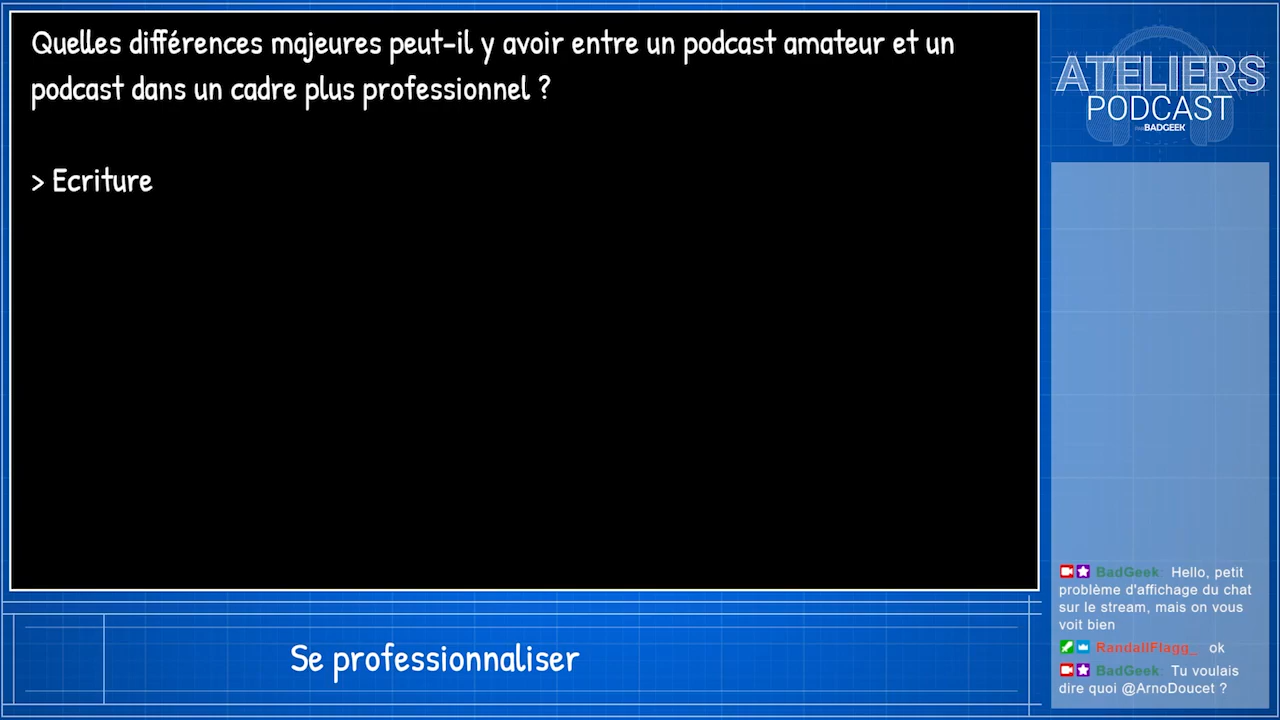 Quelles différences majeures peut-il y avoir entre un podcast amateur et un
podcast dans un cadre plus professionnel ?
> Ecriture
ATELIERS
PODCAST
BADGEEK
BadGeek: Hello, petit
problème d'affichage du chat
sur le stream, mais on vous
voit bien
RandallFlagg_: ok
BadGeek: Tu voulais
dire quoi @ArnoDoucet ?
Se professionnaliser